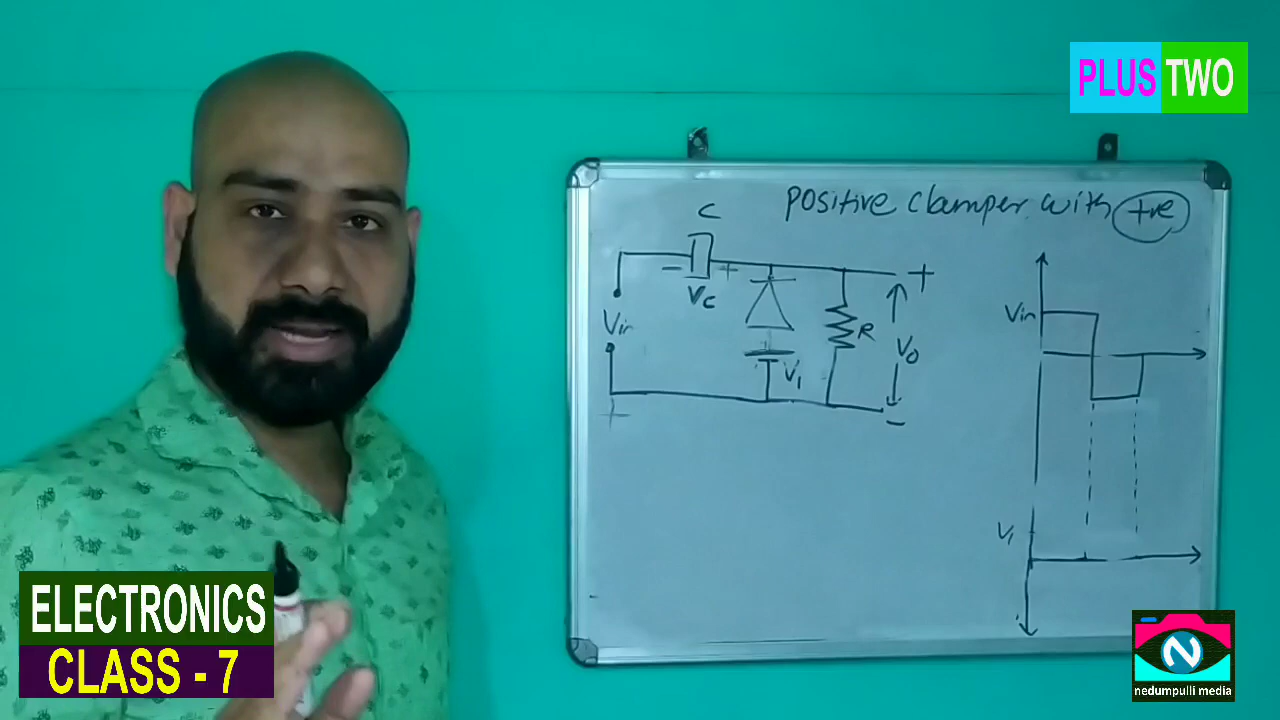 PLUS TWO
positive clamper with +ve
C
- +
Vc
Vin
+
V1
R
+
Vo
-
Vin
V1
ELECTRONICS
CLASS - 7
N
nedumpulli media